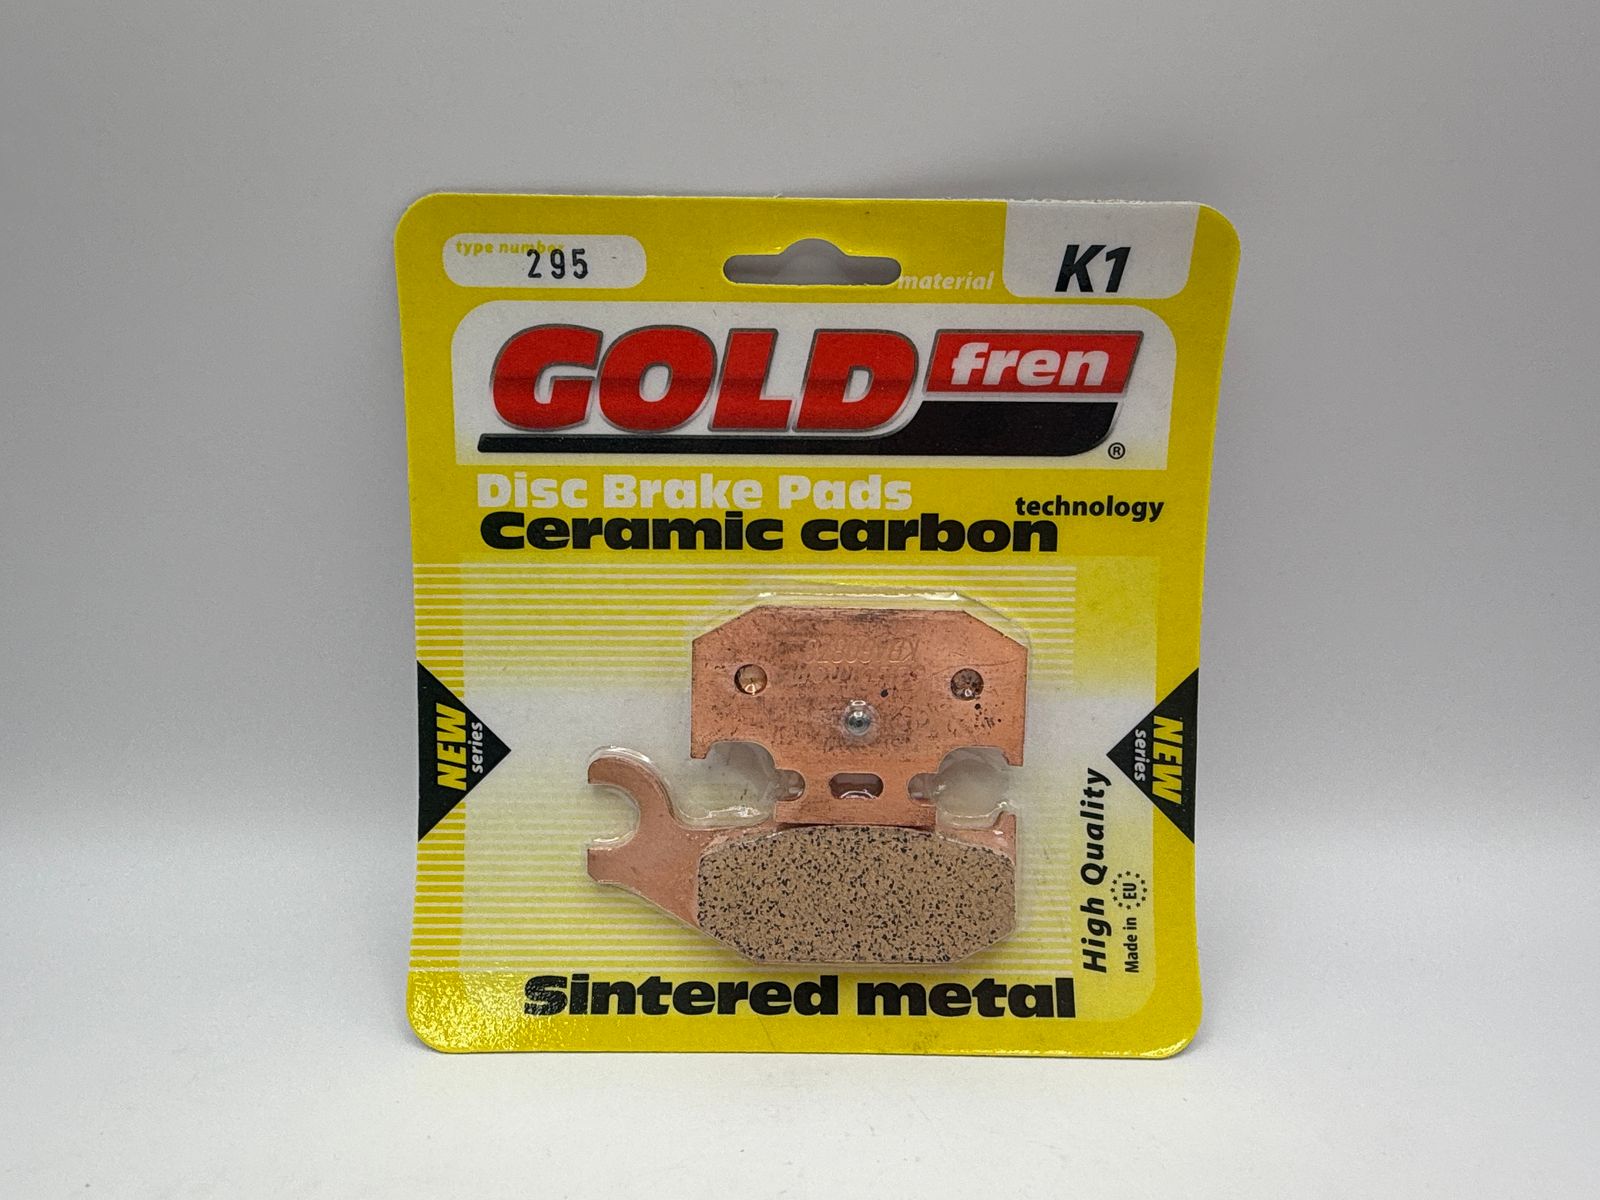 type number
295
material
K1
GOLD fren
®
Disc Brake Pads
technology
Ceramic carbon
NEW
series
NEW
series
High Quality
Made in EU
Sintered metal